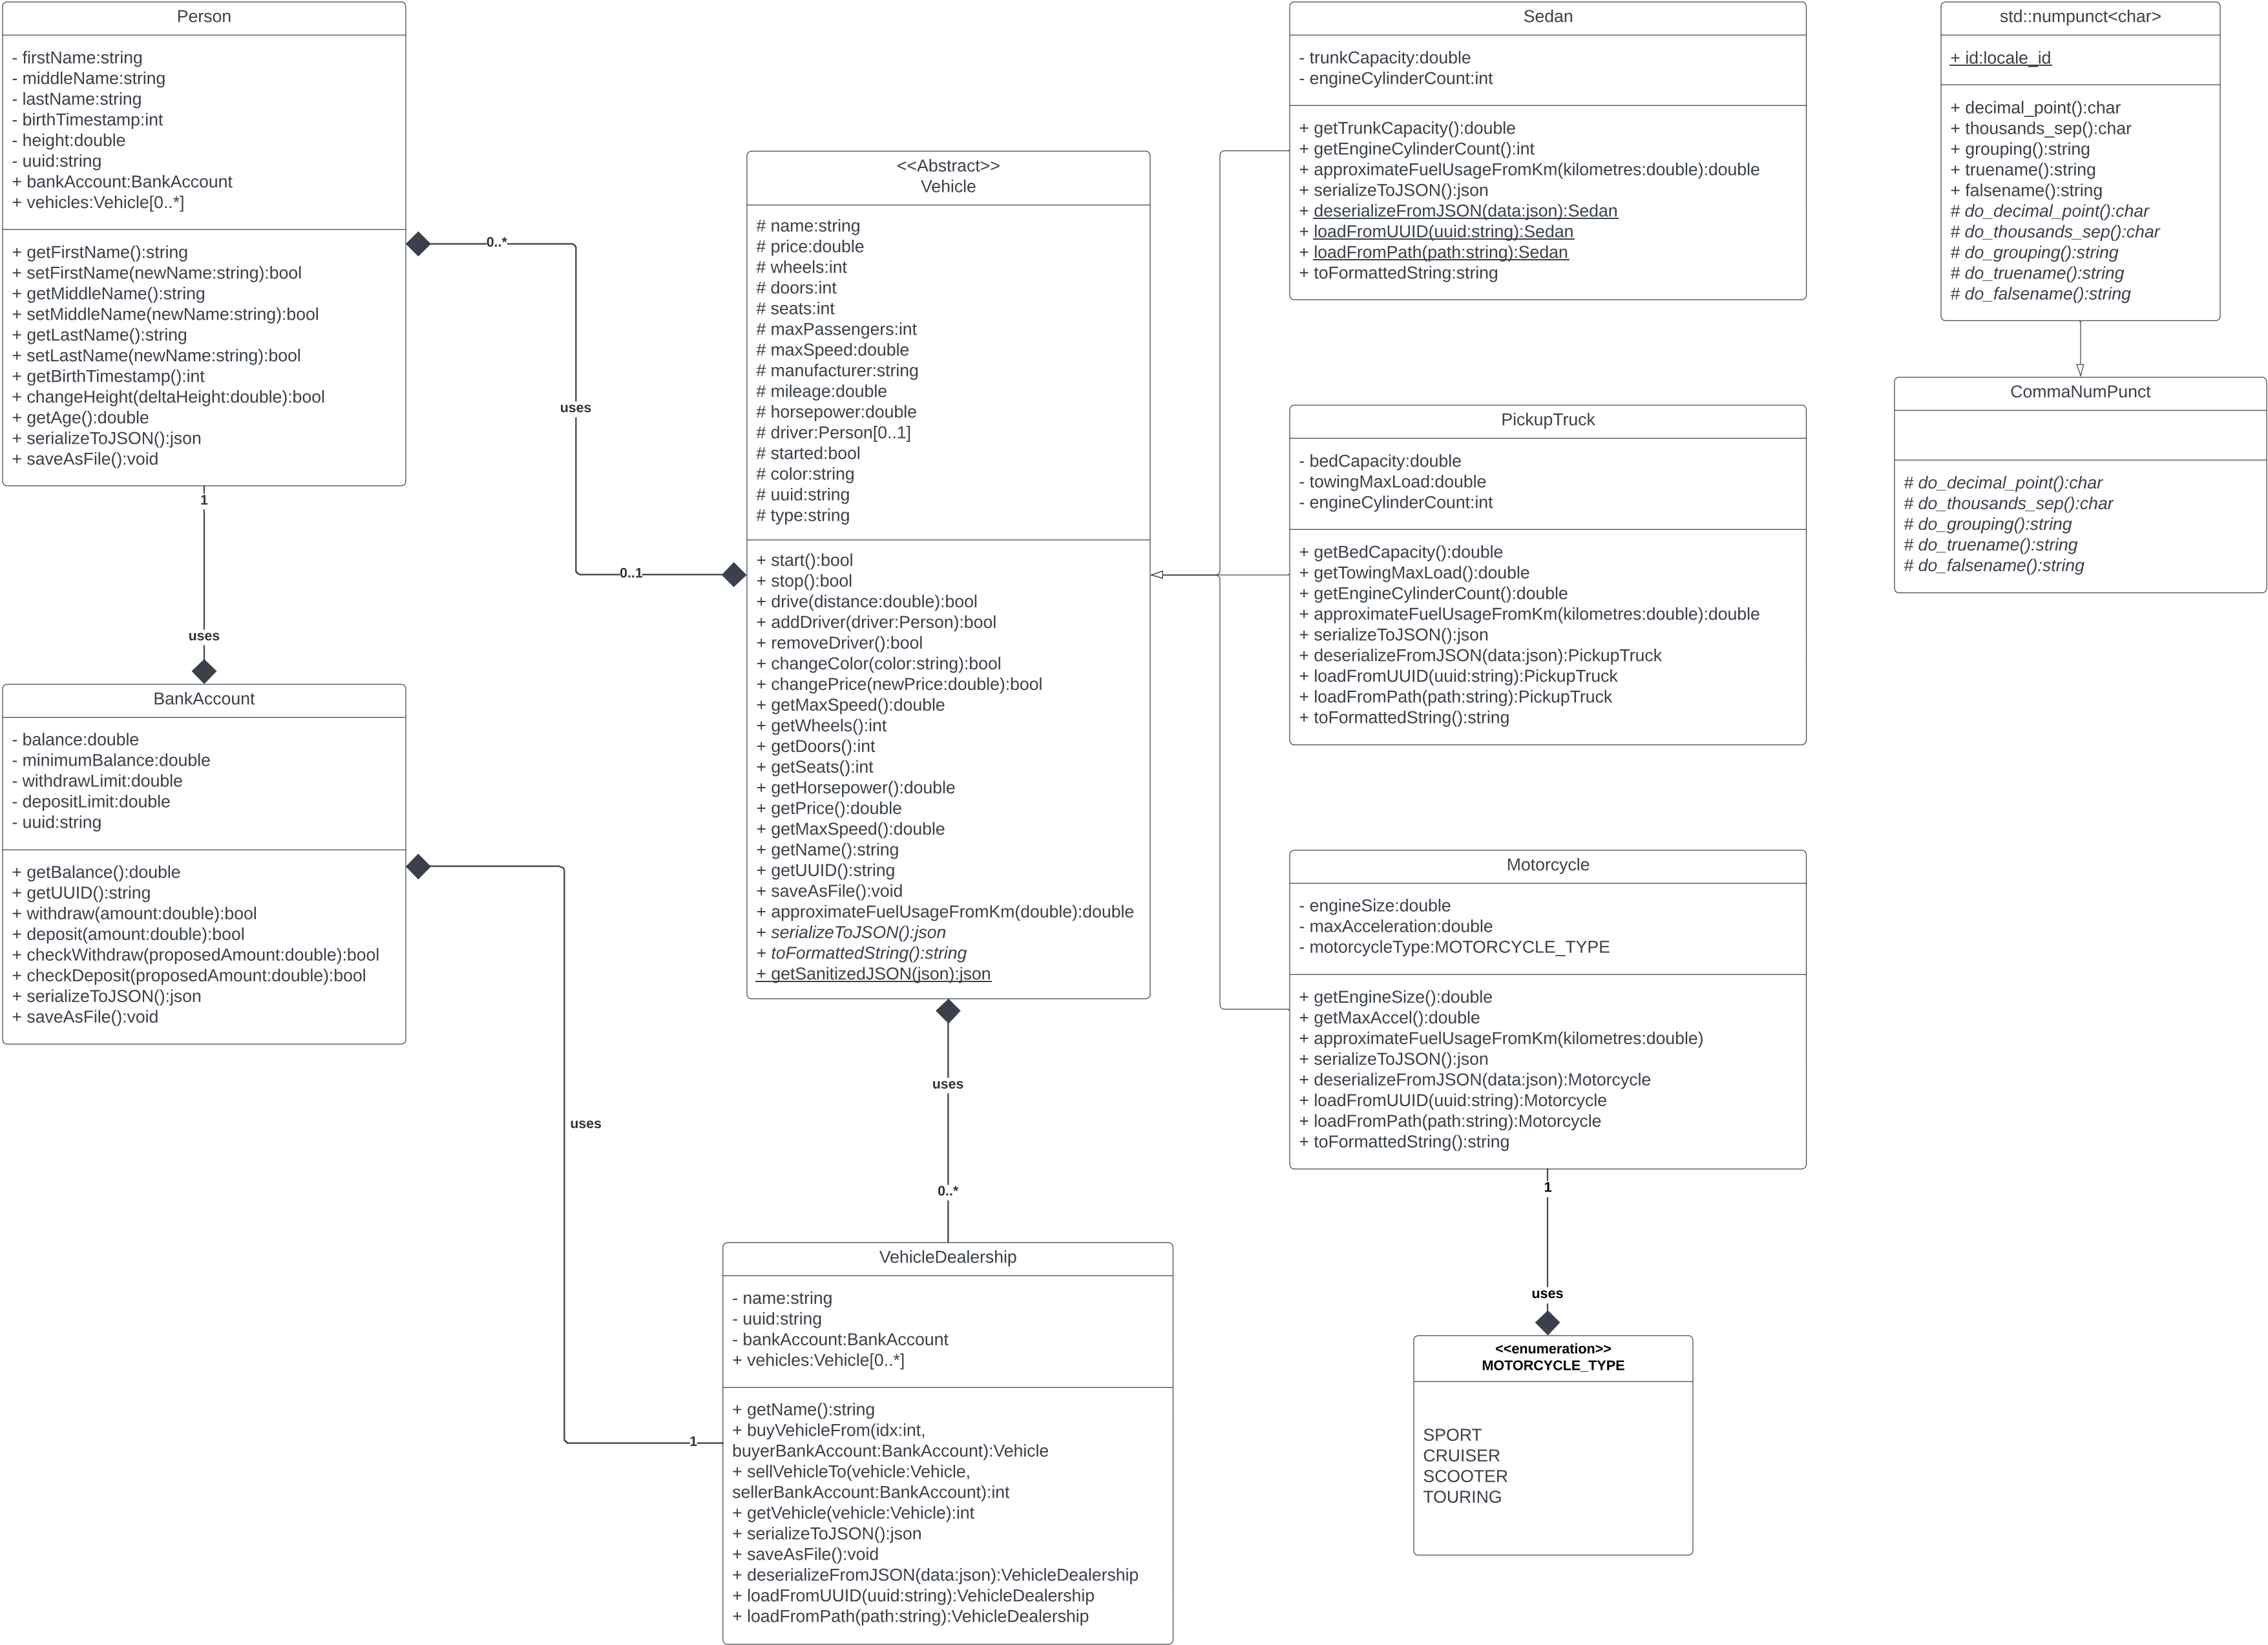 Person
- firstName:string
- middleName:string
- lastName:string
- birthTimestamp:int
- height:double
- uuid:string
+ bankAccount:BankAccount
+ vehicles:Vehicle[0..*]
+ getFirstName():string
+ setFirstName(newName:string):bool
+ getMiddleName():string
+ setMiddleName(newName:string):bool
+ getLastName():string
+ setLastName(newName:string):bool
+ getBirthTimestamp():int
+ changeHeight(deltaHeight:double):bool
+ getAge():double
+ serializeToJSON():json
+ saveAsFile():void
1
uses
BankAccount
- balance:double
- minimumBalance:double
- withdrawLimit:double
- depositLimit:double
- uuid:string
+ getBalance():double
+ getUUID():string
+ withdraw(amount:double):bool
+ deposit(amount:double):bool
+ checkWithdraw(proposedAmount:double):bool
+ checkDeposit(proposedAmount:double):bool
+ serializeToJSON():json
+ saveAsFile():void
0..*
uses
0..1
uses
1
<<Abstract>>
Vehicle
# name:string
# price:double
# wheels:int
# doors:int
# seats:int
# maxPassengers:int
# maxSpeed:double
# manufacturer:string
# mileage:double
# horsepower:double
# driver:Person[0..1]
# started:bool
# color:string
# uuid:string
# type:string
+ start():bool
+ stop():bool
+ drive(distance:double):bool
+ addDriver(driver:Person):bool
+ removeDriver():bool
+ changeColor(color:string):bool
+ changePrice(newPrice:double):bool
+ getMaxSpeed():double
+ getWheels():int
+ getDoors():int
+ getSeats():int
+ getHorsepower():double
+ getPrice():double
+ getMaxSpeed():double
+ getName():string
+ getUUID():string
+ saveAsFile():void
+ approximateFuelUsageFromKm(double):double
+ serializeToJSON():json
+ toFormattedString():string
+ getSanitizedJSON(json):json
uses
0..*
VehicleDealership
- name:string
- uuid:string
- bankAccount:BankAccount
+ vehicles:Vehicle[0..*]
+ getName():string
+ buyVehicleFrom(idx:int,
buyerBankAccount:BankAccount):Vehicle
+ sellVehicleTo(vehicle:Vehicle,
sellerBankAccount:BankAccount):int
+ getVehicle(vehicle:Vehicle):int
+ serializeToJSON():json
+ saveAsFile():void
+ deserializeFromJSON(data:json):VehicleDealership
+ loadFromUUID(uuid:string):VehicleDealership
+ loadFromPath(path:string):VehicleDealership
Sedan
- trunkCapacity:double
- engineCylinderCount:int
+ getTrunkCapacity():double
+ getEngineCylinderCount():int
+ approximateFuelUsageFromKm(kilometres:double):double
+ serializeToJSON():json
+ deserializeFromJSON(data:json):Sedan
+ loadFromUUID(uuid:string):Sedan
+ loadFromPath(path:string):Sedan
+ toFormattedString:string
PickupTruck
- bedCapacity:double
- towingMaxLoad:double
- engineCylinderCount:int
+ getBedCapacity():double
+ getTowingMaxLoad():double
+ getEngineCylinderCount():double
+ approximateFuelUsageFromKm(kilometres:double):double
+ serializeToJSON():json
+ deserializeFromJSON(data:json):PickupTruck
+ loadFromUUID(uuid:string):PickupTruck
+ loadFromPath(path:string):PickupTruck
+ toFormattedString():string
Motorcycle
- engineSize:double
- maxAcceleration:double
- motorcycleType:MOTORCYCLE_TYPE
+ getEngineSize():double
+ getMaxAccel():double
+ approximateFuelUsageFromKm(kilometres:double)
+ serializeToJSON():json
+ deserializeFromJSON(data:json):Motorcycle
+ loadFromUUID(uuid:string):Motorcycle
+ loadFromPath(path:string):Motorcycle
+ toFormattedString():string
1
uses
<<enumeration>>
MOTORCYCLE_TYPE
SPORT
CRUISER
SCOOTER
TOURING
std::numpunct<char>
+ id:locale_id
+ decimal_point():char
+ thousands_sep():char
+ grouping():string
+ truename():string
+ falsename():string
# do_decimal_point():char
# do_thousands_sep():char
# do_grouping():string
# do_truename():string
# do_falsename():string
CommaNumPunct
# do_decimal_point():char
# do_thousands_sep():char
# do_grouping():string
# do_truename():string
# do_falsename():string